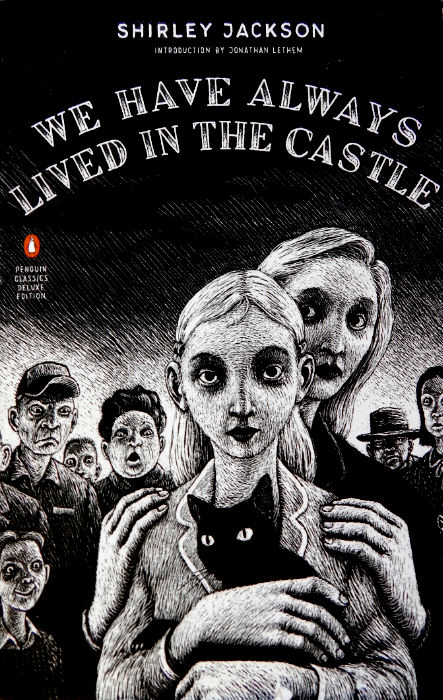 SHIRLEY JACKSON
INTRODUCTION BY JONATHAN LETHEM
WE HAVE ALWAYS
LIVED IN THE CASTLE
PENGUIN
CLASSICS
DELUXE
EDITION